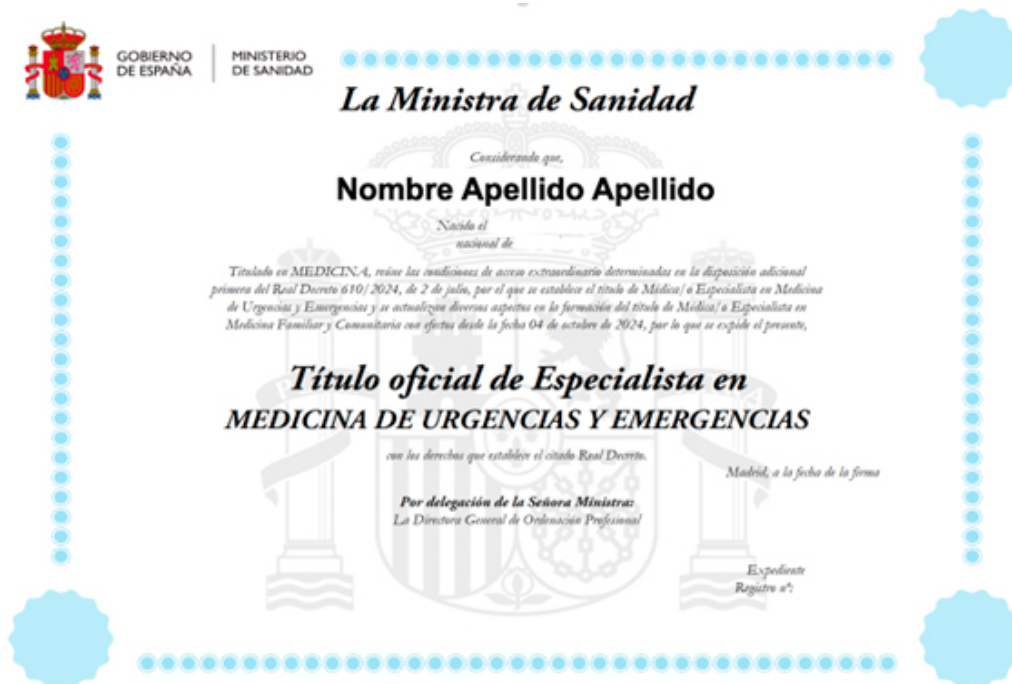 GOBIERNO
DE ESPAÑA
MINISTERIO
DE SANIDAD
La Ministra de Sanidad
Considerando que,
Nombre Apellido Apellido
Nacido el
nacional de
Titulado en MEDICINA, reúne las condiciones de acceso extraordinario determinadas en la disposición adicional
primera del Real Decreto 610/2024, de 2 de julio, por el que se establece el título de Médica/o Especialista en Medicina
de Urgencias y Emergencias y se actualizan diversos aspectos en la formación del título de Médica/o Especialista en
Medicina Familiar y Comunitaria con efectos desde la fecha 04 de octubre de 2024, por lo que se expide el presente,
Título oficial de Especialista en
MEDICINA DE URGENCIAS Y EMERGENCIAS
con los derechos que establece el citado Real Decreto.
Madrid, a la fecha de la firma
Por delegación de la Señora Ministra:
La Directora General de Ordenación Profesional
Expediente
Registro nº: